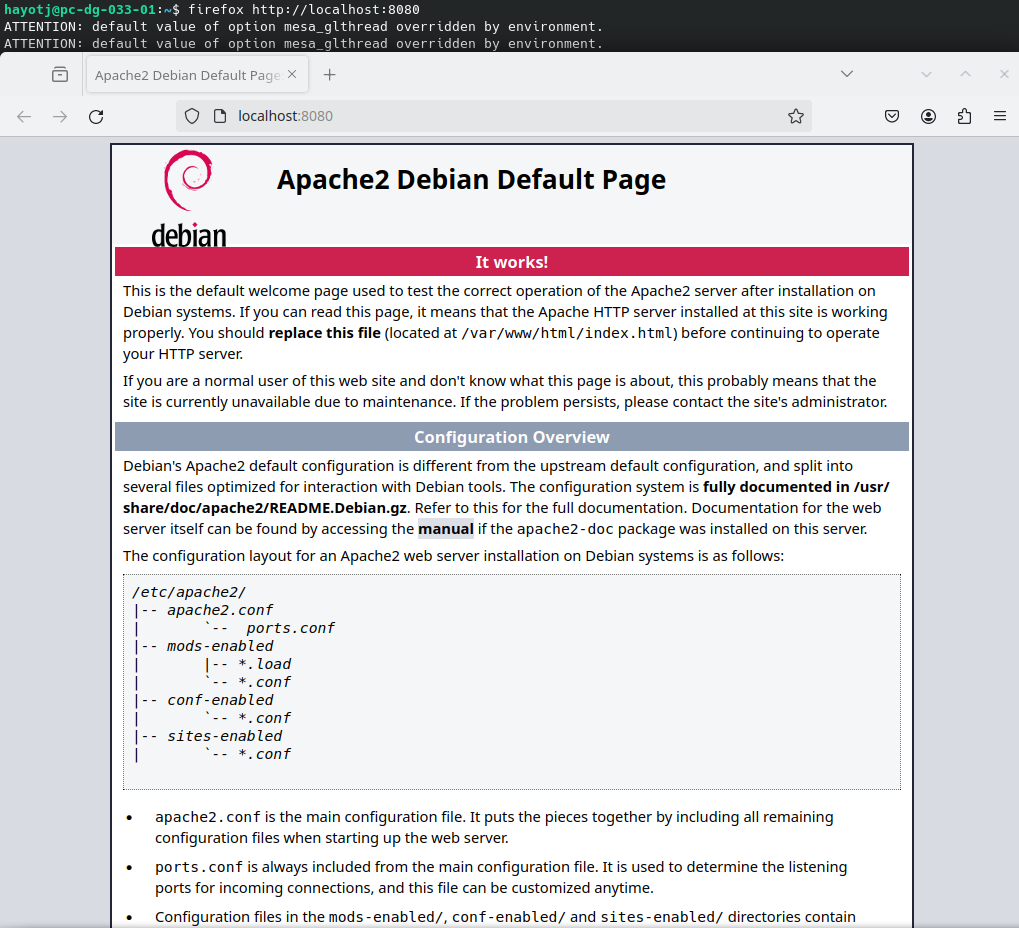 hayotj@pc-dg-033-01:~$ firefox http://localhost:8080
ATTENTION: default value of option mesa_glthread overridden by environment.
ATTENTION: default value of option mesa_glthread overridden by environment.
Apache2 Debian Default Page
localhost:8080
debian
Apache2 Debian Default Page
It works!
This is the default welcome page used to test the correct operation of the Apache2 server after installation on
Debian systems. If you can read this page, it means that the Apache HTTP server installed at this site is working
properly. You should replace this file (located at /var/www/html/index.html) before continuing to operate
your HTTP server.
If you are a normal user of this web site and don't know what this page is about, this probably means that the
site is currently unavailable due to maintenance. If the problem persists, please contact the site's administrator.
Configuration Overview
Debian's Apache2 default configuration is different from the upstream default configuration, and split into
several files optimized for interaction with Debian tools. The configuration system is fully documented in /usr/
share/doc/apache2/README.Debian.gz. Refer to this for the full documentation. Documentation for the web
server itself can be found by accessing the manual if the apache2-doc package was installed on this server.
The configuration layout for an Apache2 web server installation on Debian systems is as follows:
/etc/apache2/
|-- apache2.conf
|       `--  ports.conf
|-- mods-enabled
|       |-- *.load
|       `-- *.conf
|-- conf-enabled
|       `-- *.conf
|-- sites-enabled
|       `-- *.conf
• apache2.conf is the main configuration file. It puts the pieces together by including all remaining
configuration files when starting up the web server.
• ports.conf is always included from the main configuration file. It is used to determine the listening
ports for incoming connections, and this file can be customized anytime.
• Configuration files in the mods-enabled/, conf-enabled/ and sites-enabled/ directories contain